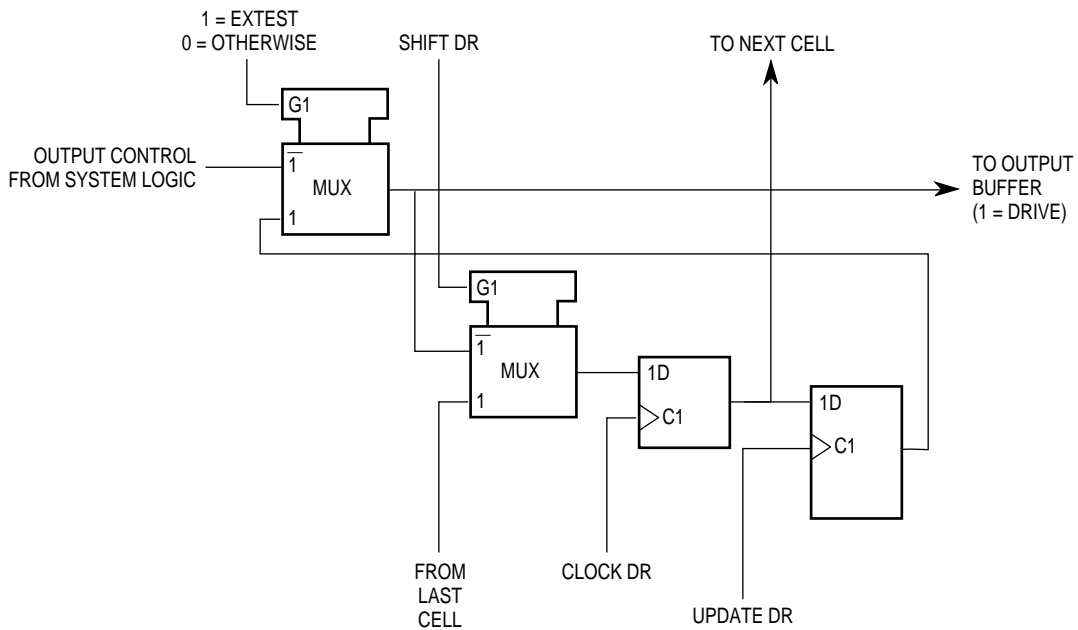 1 = EXTEST
0 = OTHERWISE
SHIFT DR
TO NEXT CELL
G1
OUTPUT CONTROL
FROM SYSTEM LOGIC
1
MUX
1
TO OUTPUT
BUFFER
(1 = DRIVE)
G1
1
MUX
1
1D
C1
1D
C1
FROM
LAST
CELL
CLOCK DR
UPDATE DR